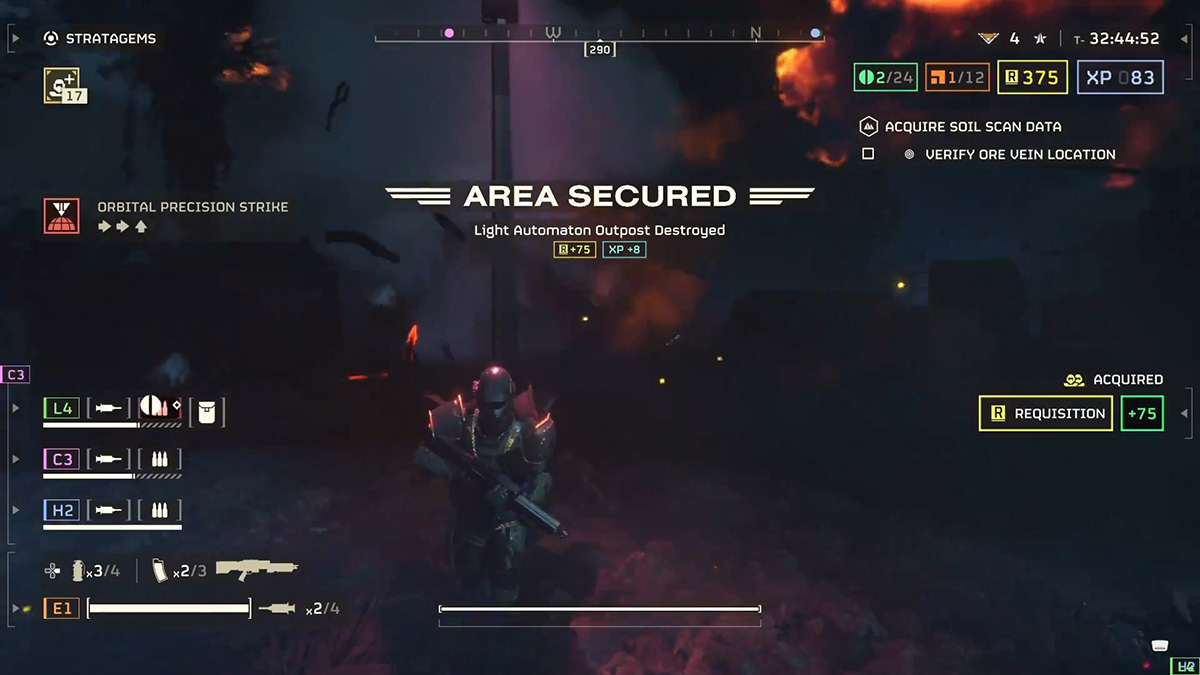 STRATAGEMS
17
W
N
290
4
T- 32:44:52
2/24
1/12
R 375
XP 083
ACQUIRE SOIL SCAN DATA
VERIFY ORE VEIN LOCATION
ORBITAL PRECISION STRIKE
AREA SECURED
Light Automaton Outpost Destroyed
R +75
XP +8
C3
L4
C3
H2
x3/4
x2/3
E1
x2/4
ACQUIRED
R REQUISITION
+75